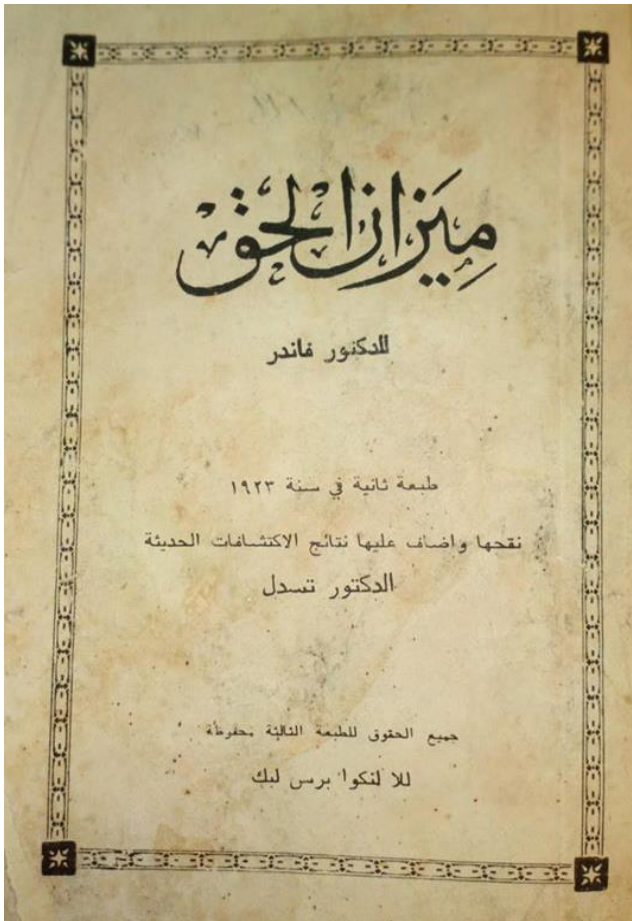 مِيَزان الحق
للدكتور فاندر
طبعة ثانية في سنة ١٩٢٣
نقحها واضاف عليها نتائج الاكتشافات الحديثة
الدكتور تسدل
جميع الحقوق للطبعة الثالثة محفوظة
للا لنكوا برس لبك